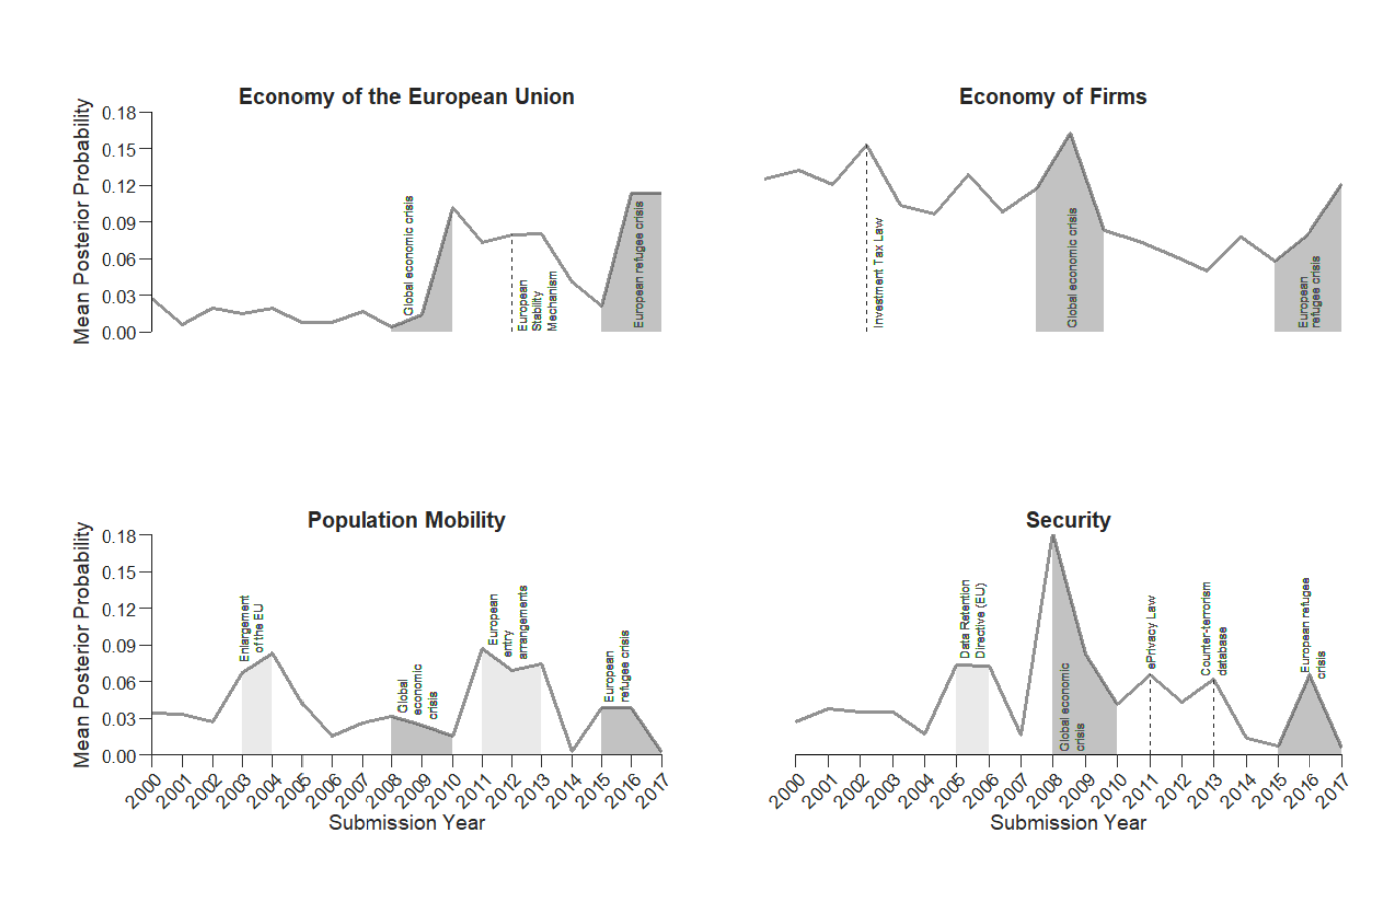 Economy of the European Union
Mean Posterior Probability
0.18
0.15
0.12
0.09
0.06
0.03
0.00
Global economic crisis
European
Stability
Mechanism
European refugee crisis
Economy of Firms
Investment Tax Law
Global economic crisis
European
refugee crisis
Population Mobility
Mean Posterior Probability
0.18
0.15
0.12
0.09
0.06
0.03
0.00
Enlargement
of the EU
Global
economic
crisis
European
entry
arrangements
European
refugee crisis
2000
2001
2002
2003
2004
2005
2006
2007
2008
2009
2010
2011
2012
2013
2014
2015
2016
2017
Submission Year
Security
Data Retention
Directive (EU)
Global economic
crisis
ePrivacy Law
Counter-terrorism
database
European refugee
crisis
2000
2001
2002
2003
2004
2005
2006
2007
2008
2009
2010
2011
2012
2013
2014
2015
2016
2017
Submission Year